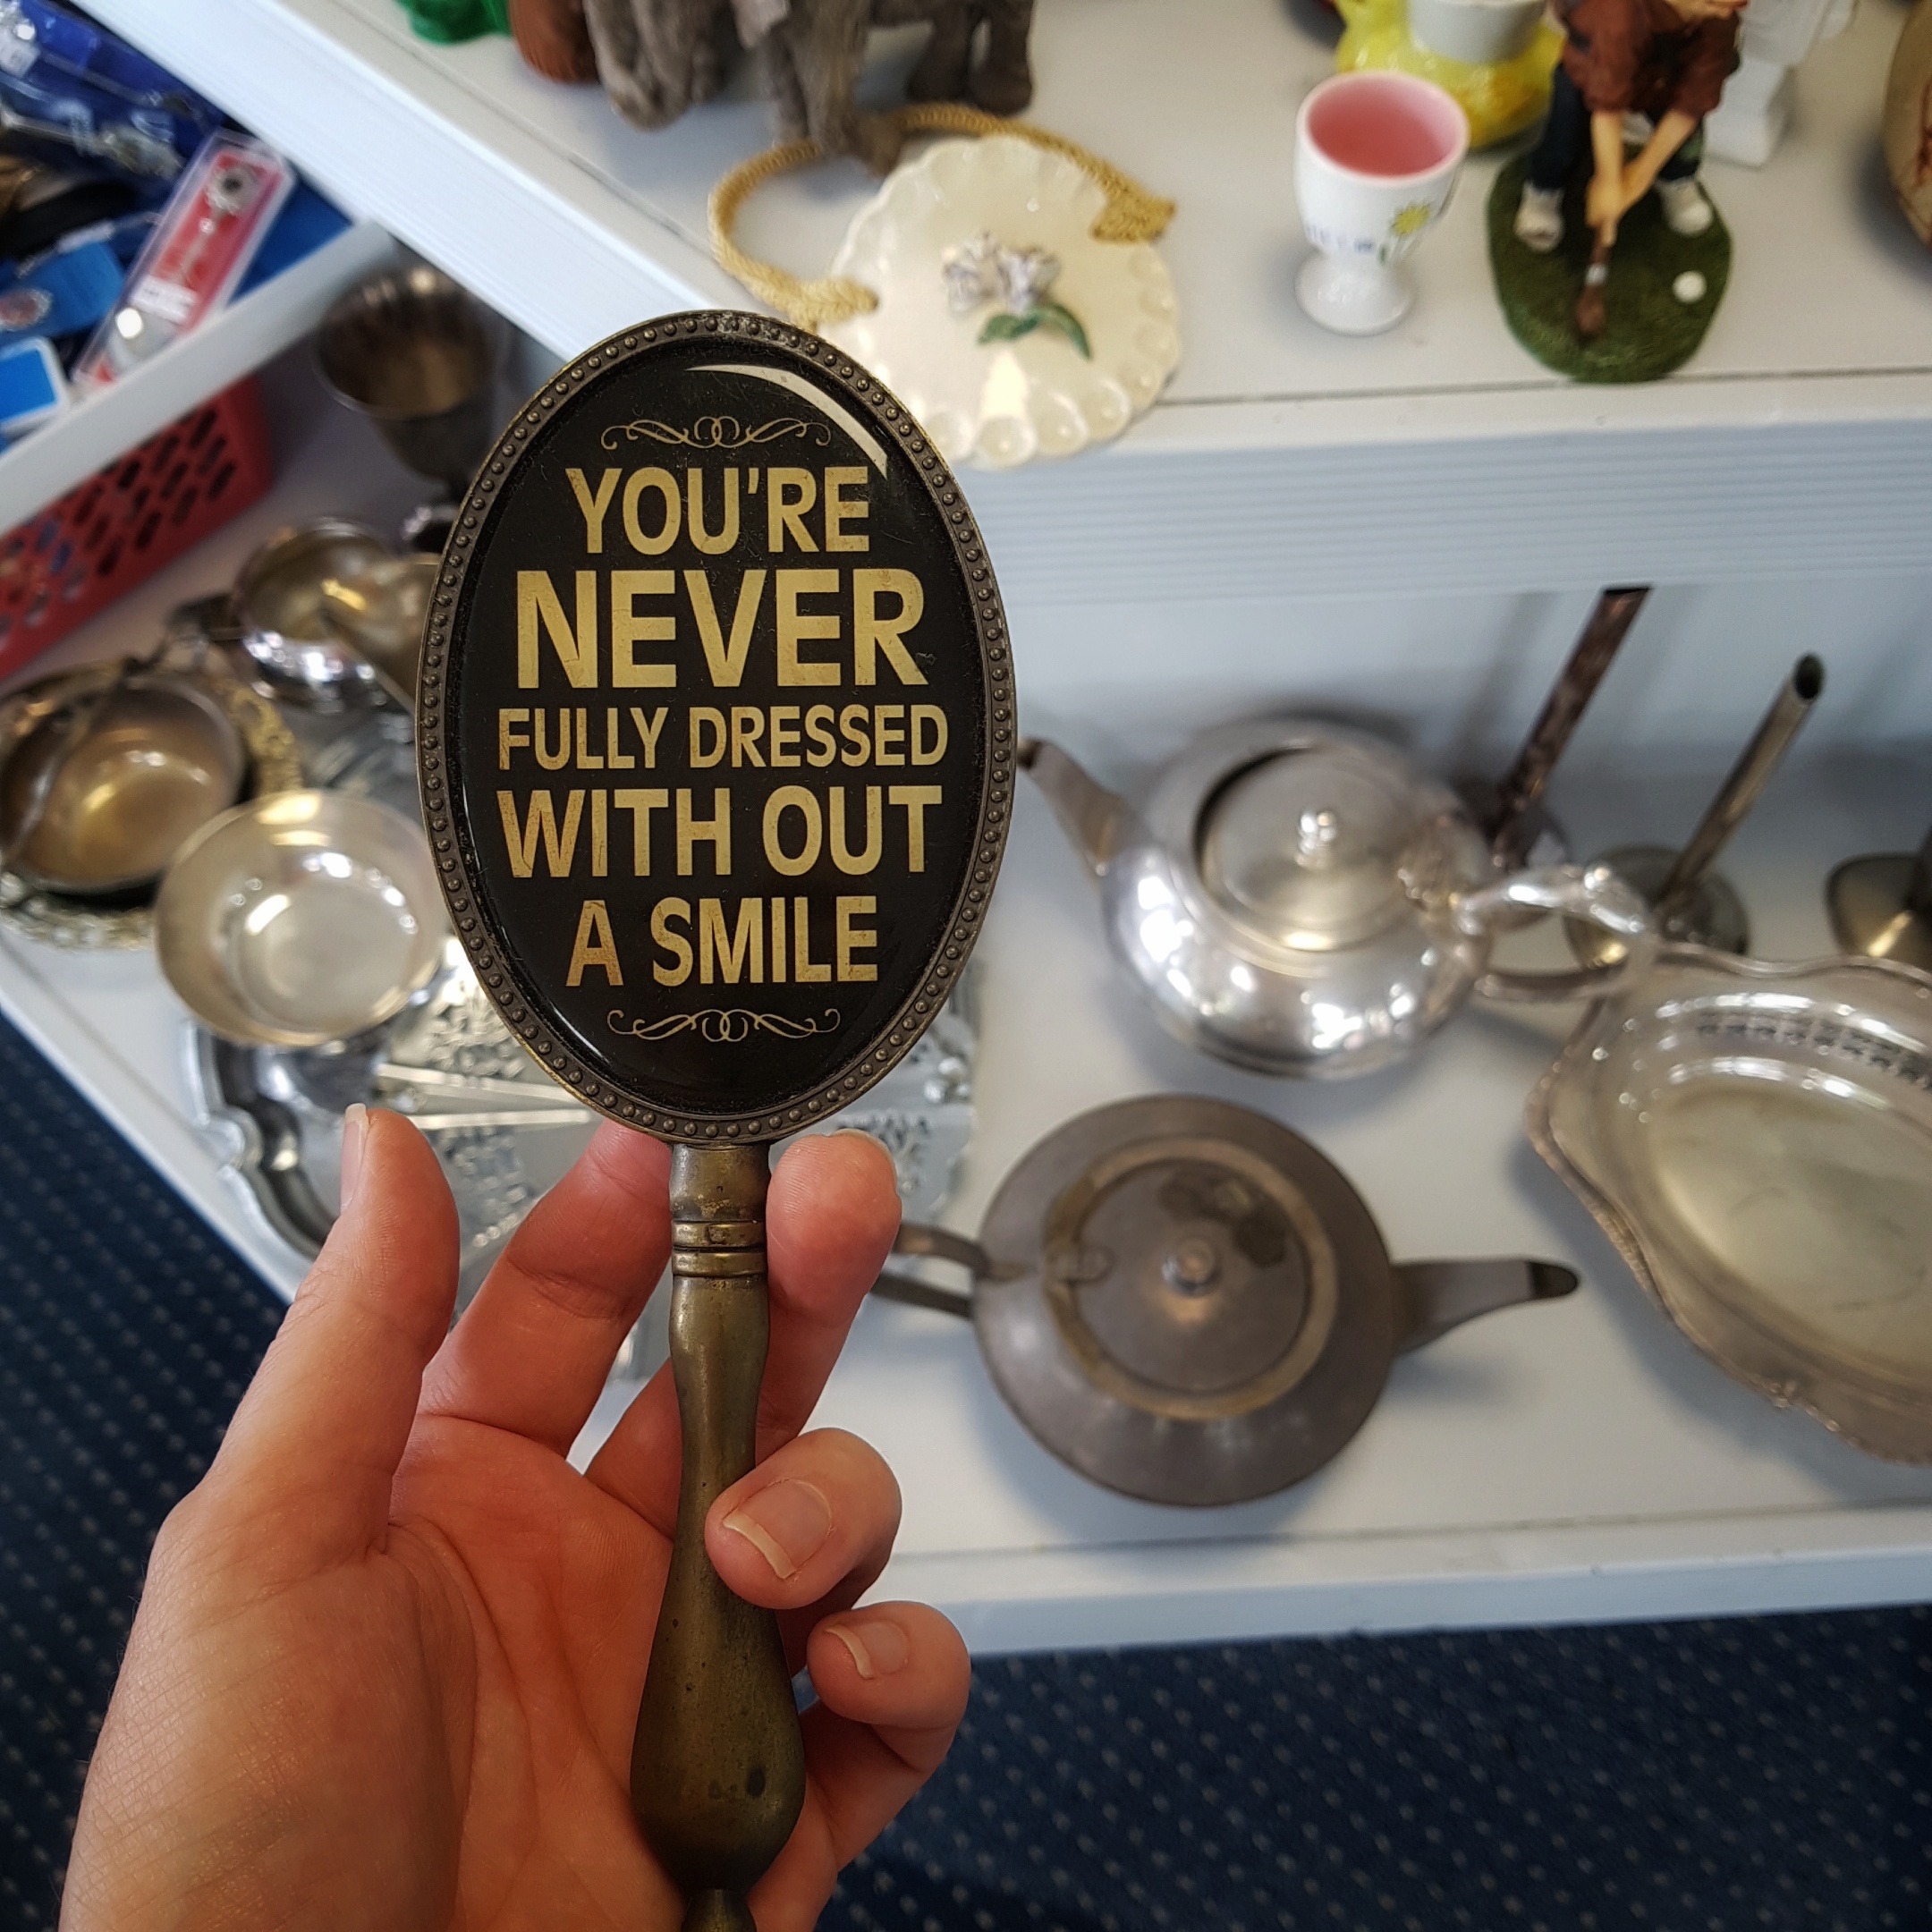 YOU'RE
NEVER
FULLY DRESSED
WITH OUT
A SMILE